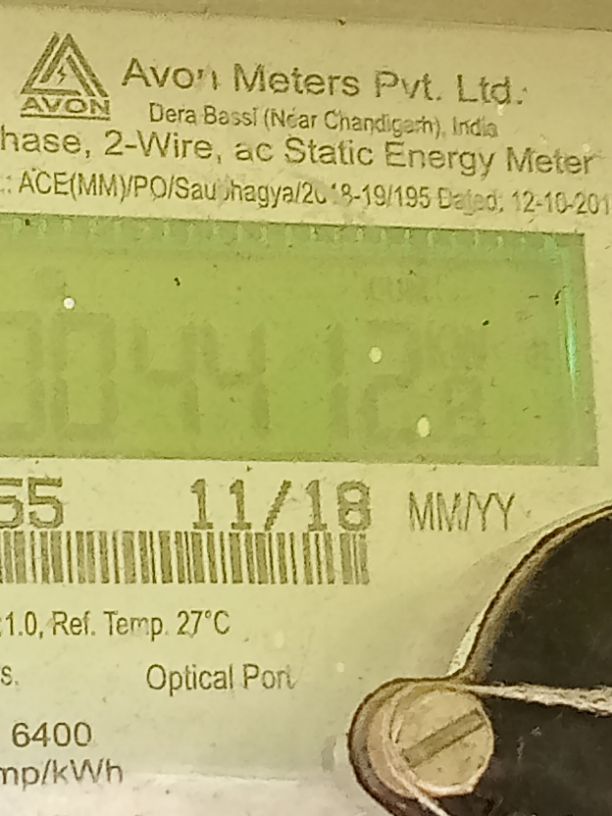 AVON
Avon Meters Pvt. Ltd.
Dera Bassi (Near Chandigarh), India
hase, 2-Wire, ac Static Energy Meter
.: ACE(MM)/PO/Saubhagya/2018-19/195 Dated: 12-10-201
004412
55 11/18 MM/YY
:1.0, Ref. Temp. 27°C
s. Optical Port
6400
mp/kWh